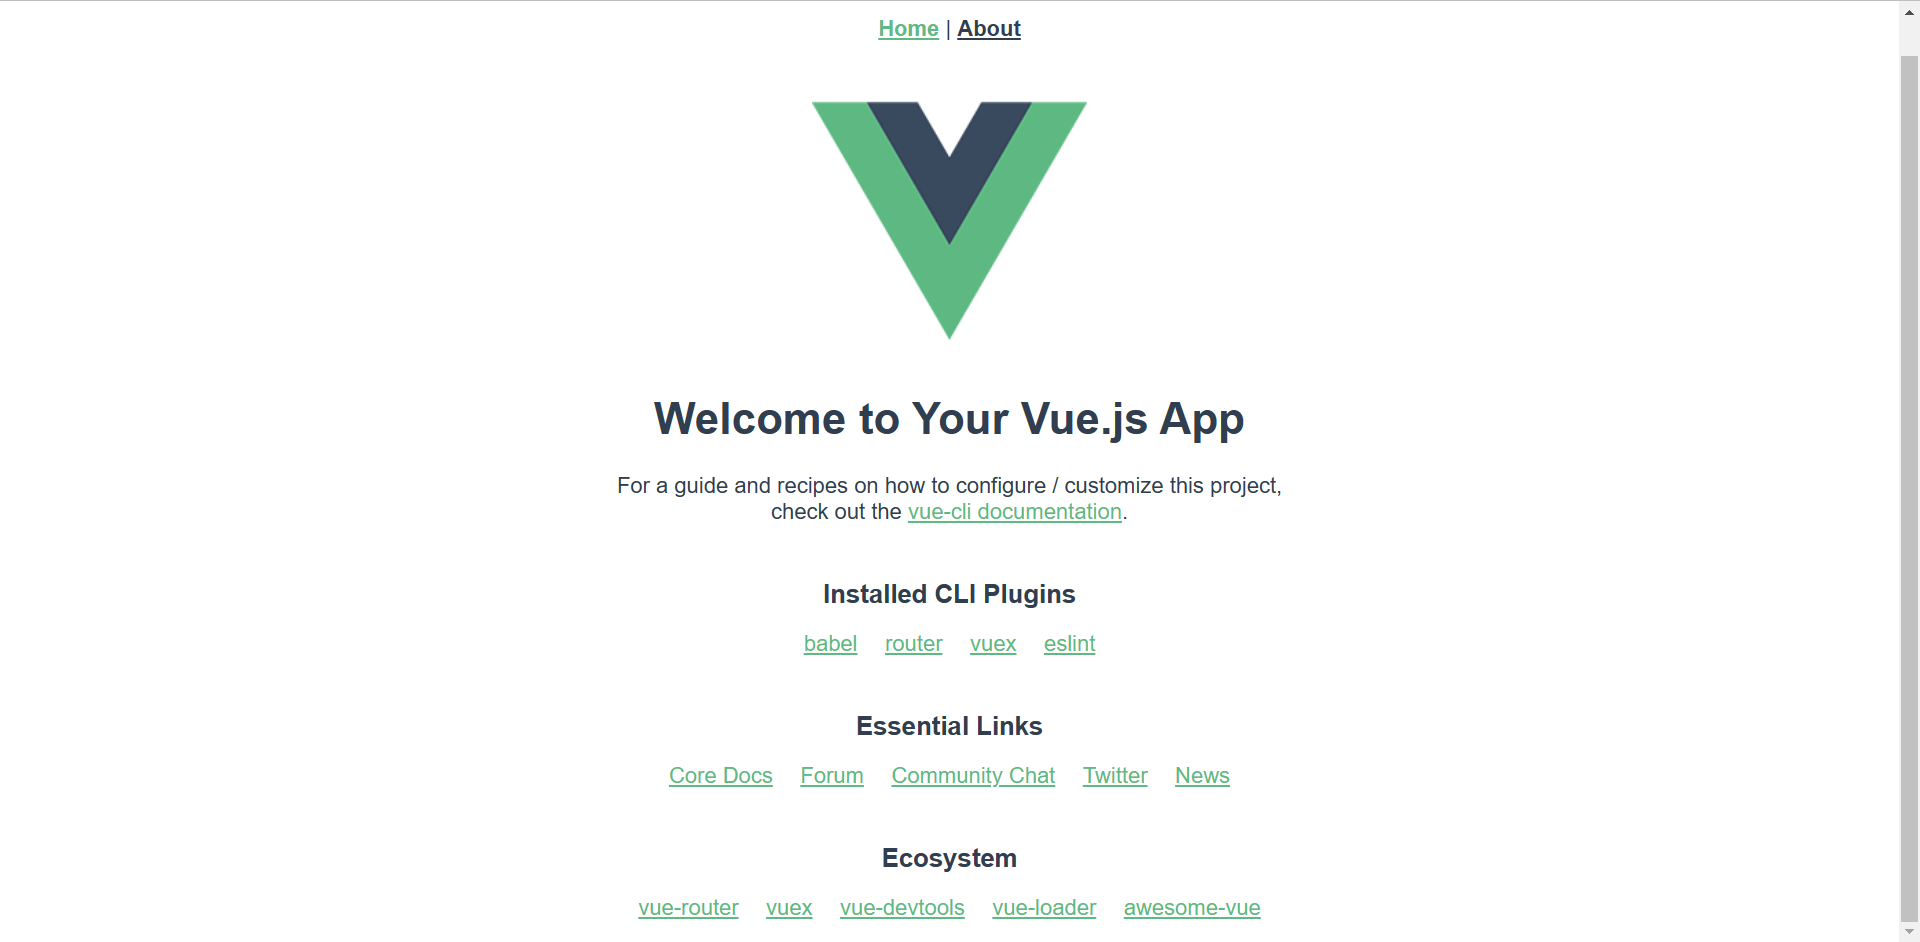 Home | About
Welcome to Your Vue.js App
For a guide and recipes on how to configure / customize this project,
check out the vue-cli documentation.
Installed CLI Plugins
babel router vuex eslint
Essential Links
Core Docs Forum Community Chat Twitter News
Ecosystem
vue-router vuex vue-devtools vue-loader awesome-vue